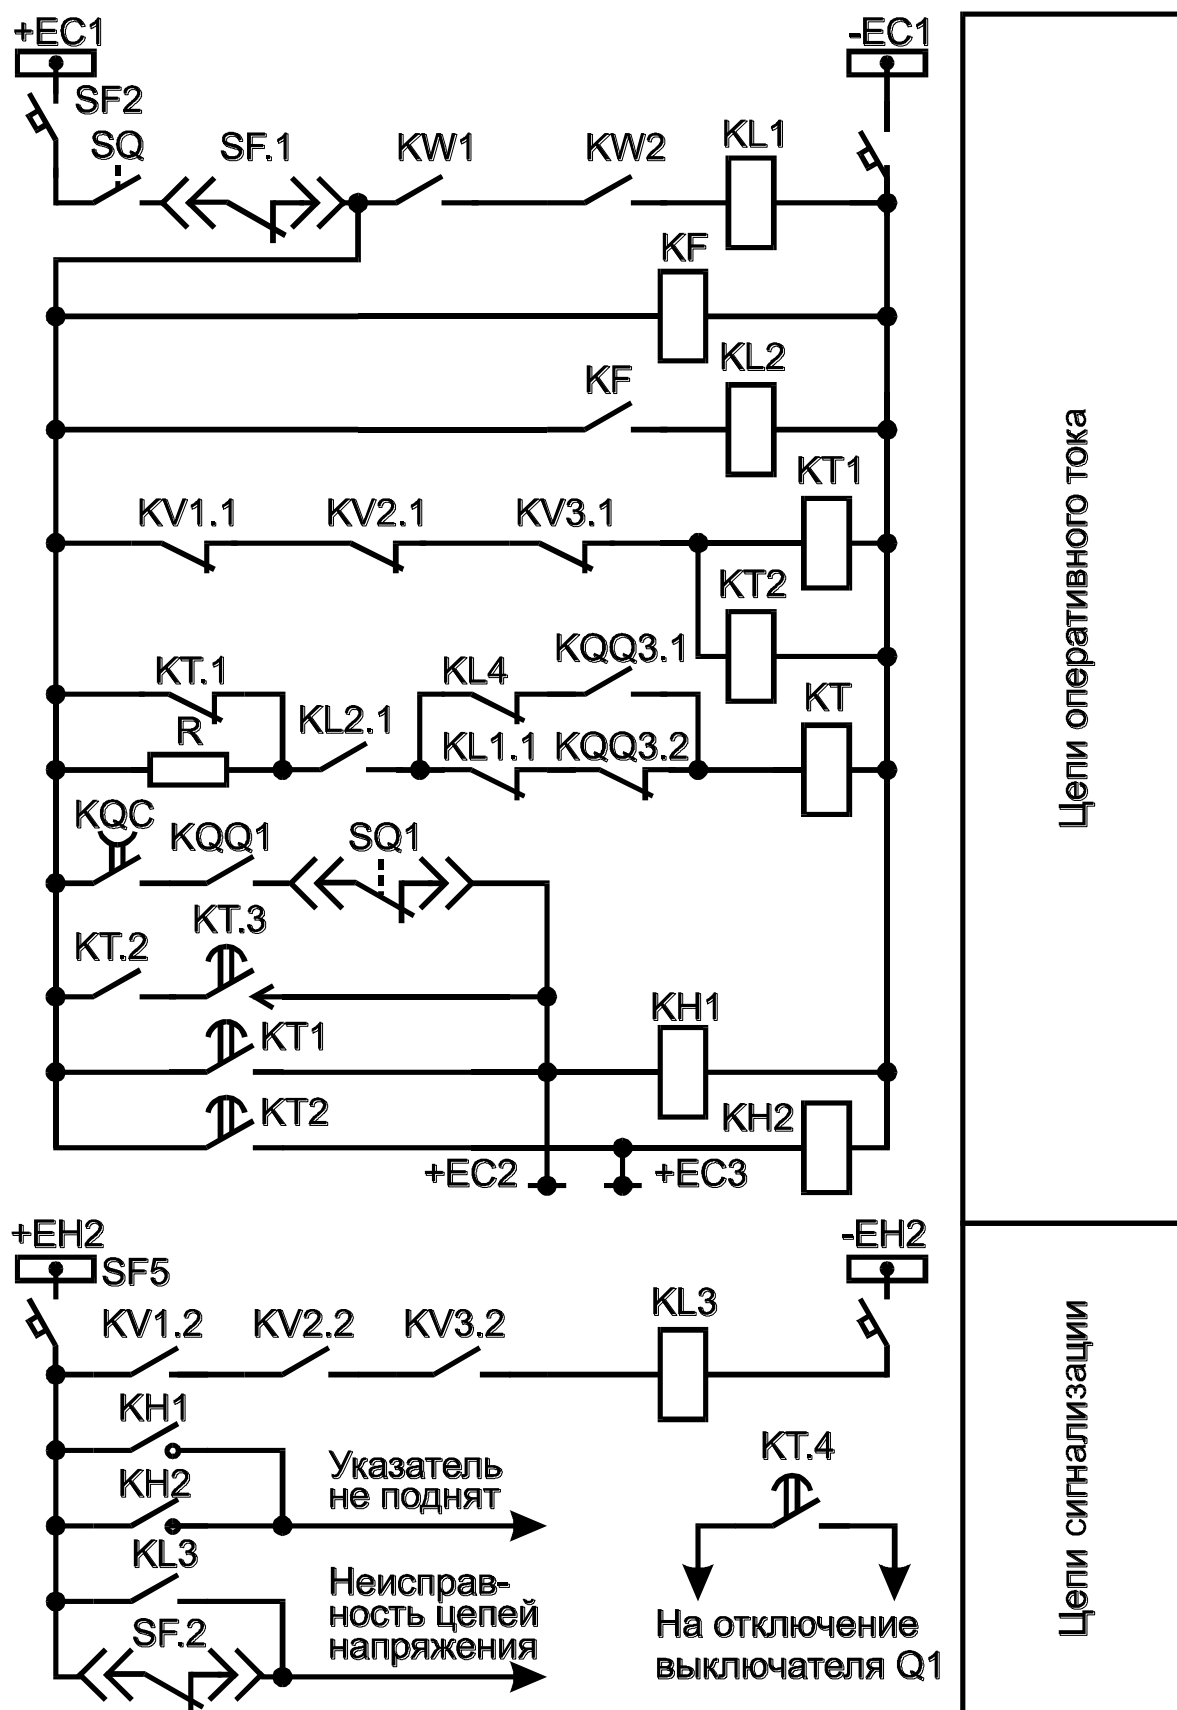 +EC1
-EC1
SF2
SQ
SF.1
KW1
KW2
KL1
KF
KL2
KF
KT1
KV1.1
KV2.1
KV3.1
KT2
KQQ3.1
KT.1
KL4
KT
R
KL2.1
KL1.1
KQQ3.2
KQC
KQQ1
SQ1
KT.3
KT.2
KH1
KT1
KT2
KH2
+EC2
+EC3
Цепи оперативного тока
+EH2
-EH2
SF5
KL3
KV1.2
KV2.2
KV3.2
KH1
Указатель
не поднят
KT.4
KH2
KL3
Неисправ-
ность цепей
напряжения
SF.2
На отключение
выключателя Q1
Цепи сигнализации